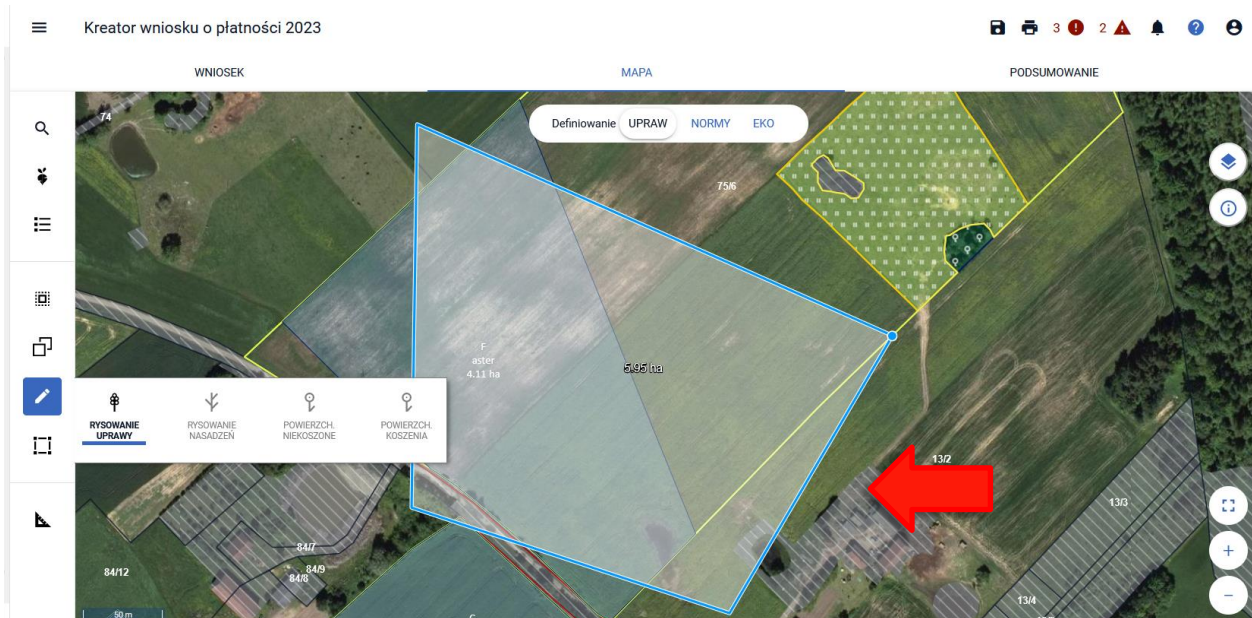 Kreator wniosku o płatności 2023
3
2
WNIOSEK
MAPA
PODSUMOWANIE
Definiowanie UPRAW NORMY EKO
74
75/6
F
aster
4.11 ha
5.95 ha
RYSOWANIE
UPRAWY
RYSOWANIE
NASADZEŃ
POWIERZCH.
NIEKOSZONE
POWIERZCH.
KOSZENIA
13/2
13/3
84/7
84/9
84/8
84/12
13/4
50 m